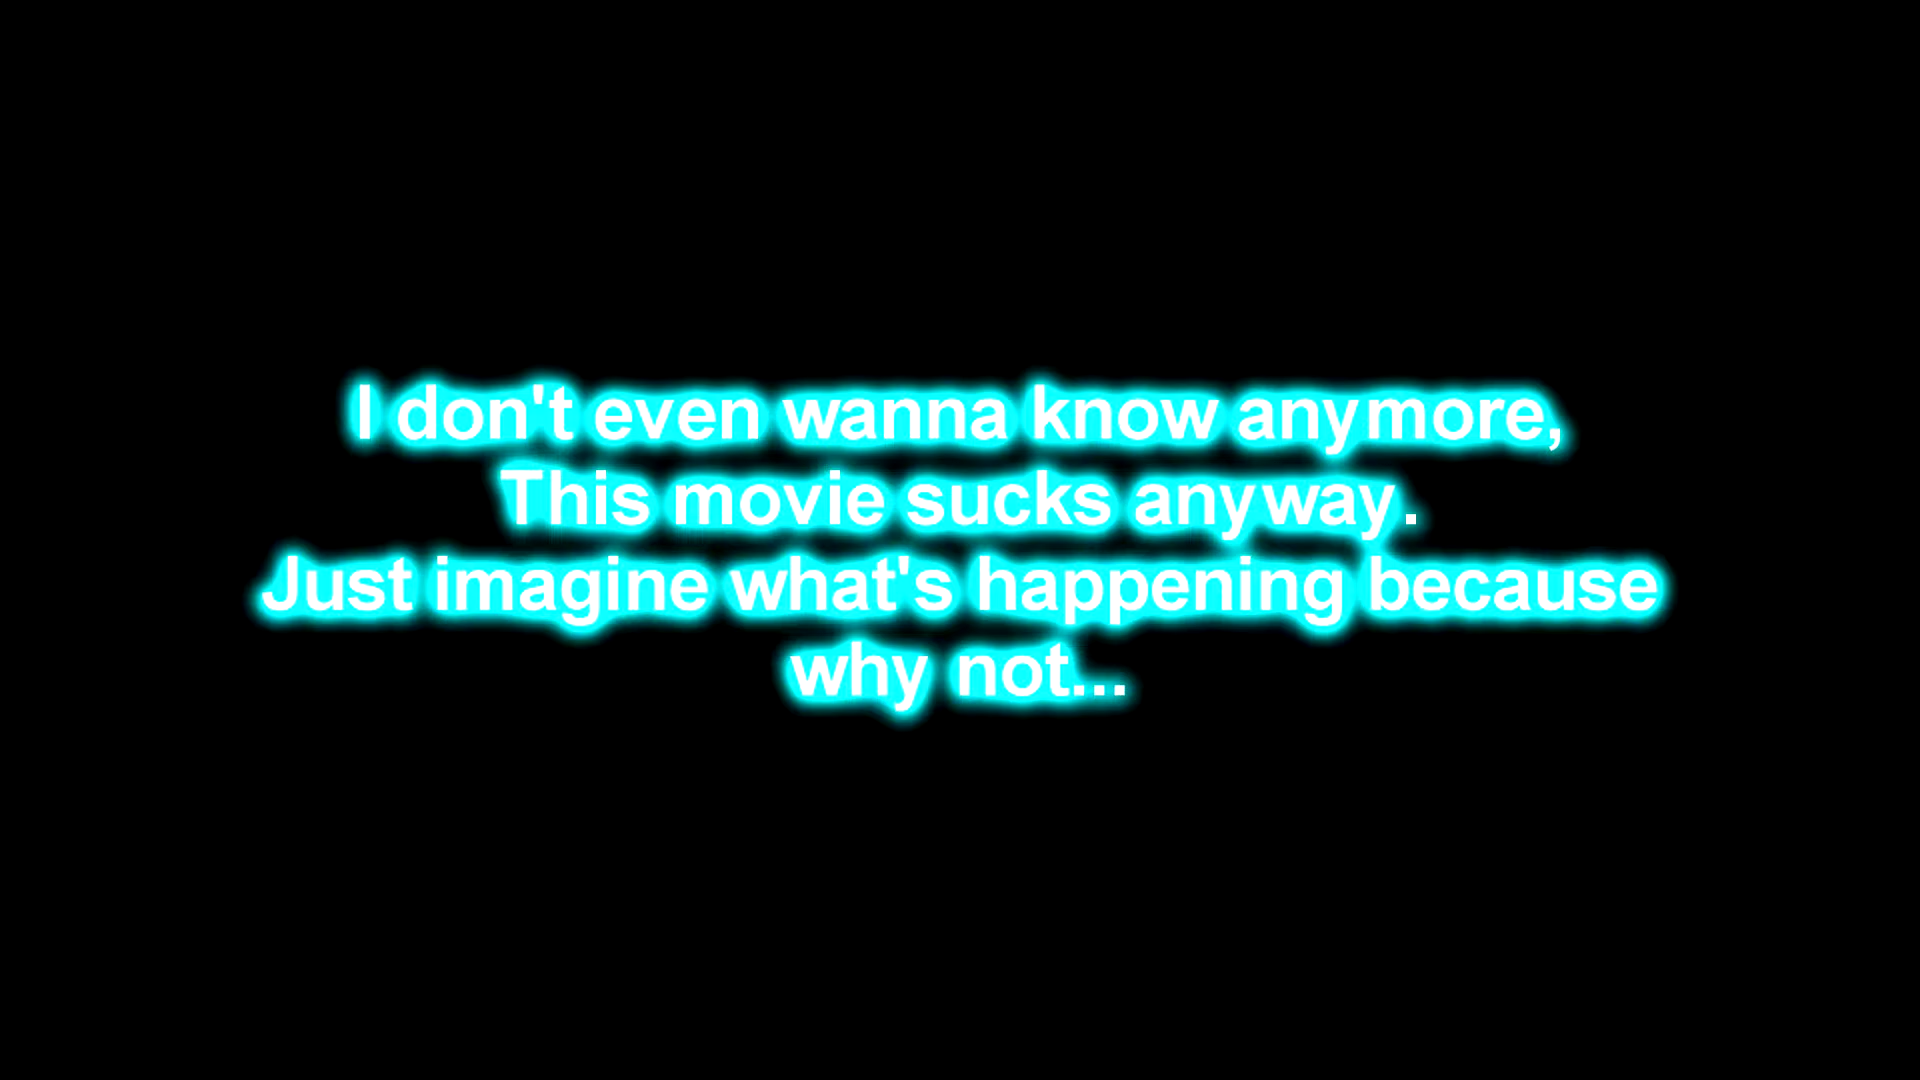 I don't even wanna know anymore,
This movie sucks anyway.
Just imagine what's happening because
why not...